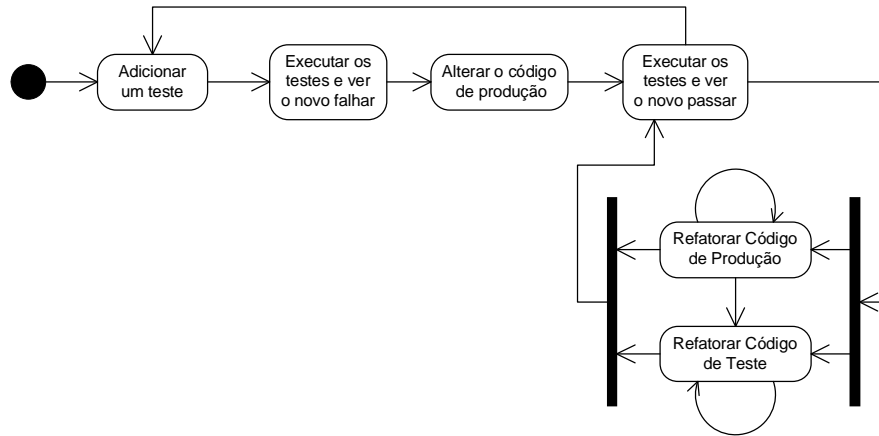 Adicionar
um teste
Executar os
testes e ver
o novo falhar
Alterar o código
de produção
Executar os
testes e ver
o novo passar
Refatorar Código
de Produção
Refatorar Código
de Teste